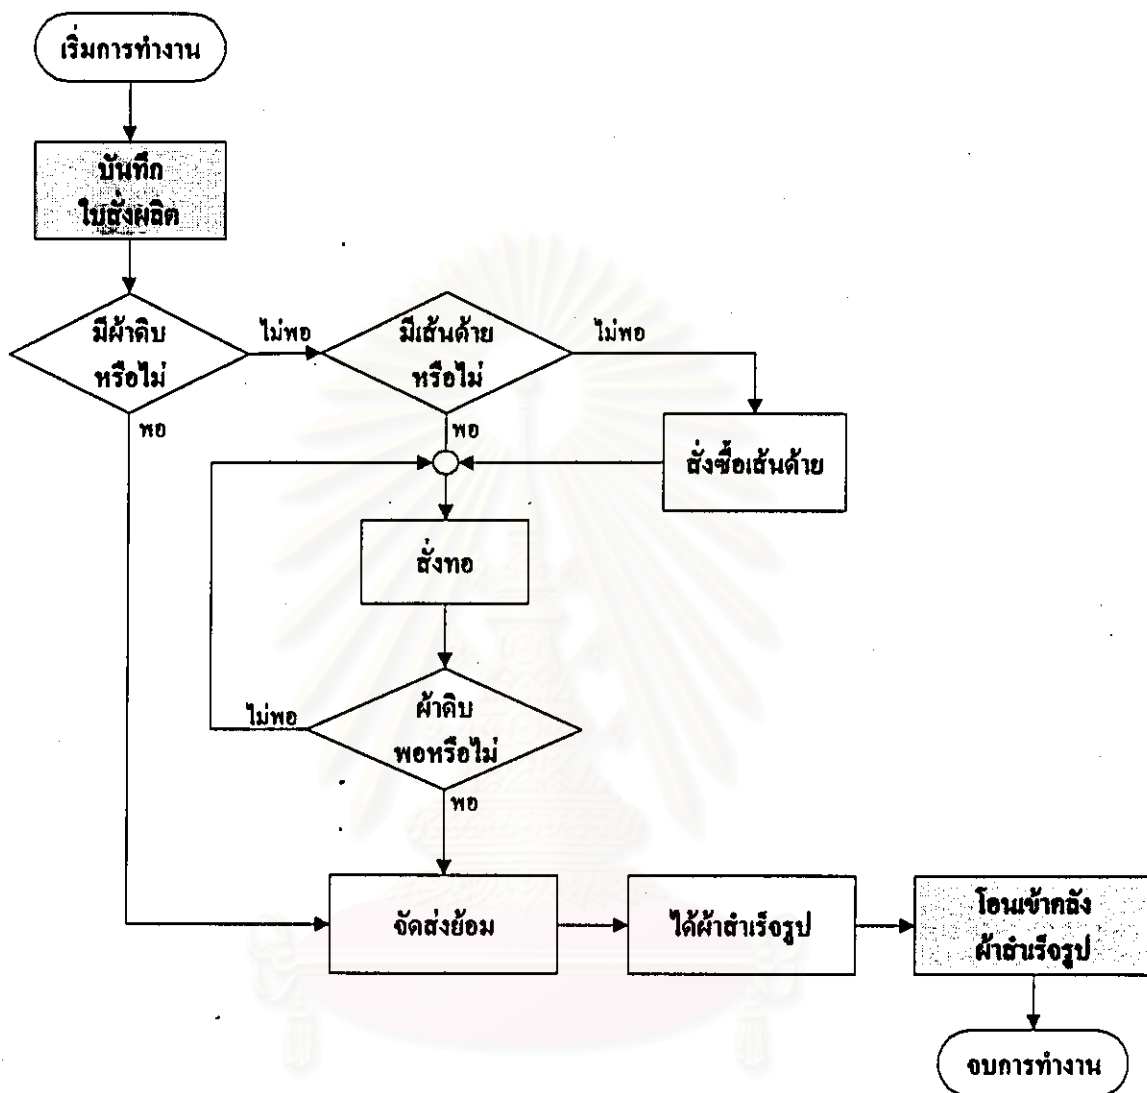 เริ่มการทำงาน
บันทึก
ใบสั่งผลิต
มีผ้าดิบ
หรือไม่
ไม่พอ
มีเส้นด้าย
หรือไม่
ไม่พอ
พอ
พอ
สั่งซื้อเส้นด้าย
สั่งทอ
ผ้าดิบ
พอหรือไม่
ไม่พอ
พอ
จัดส่งย้อม
ได้ผ้าสำเร็จรูป
โอนเข้าคลัง
ผ้าสำเร็จรูป
จบการทำงาน